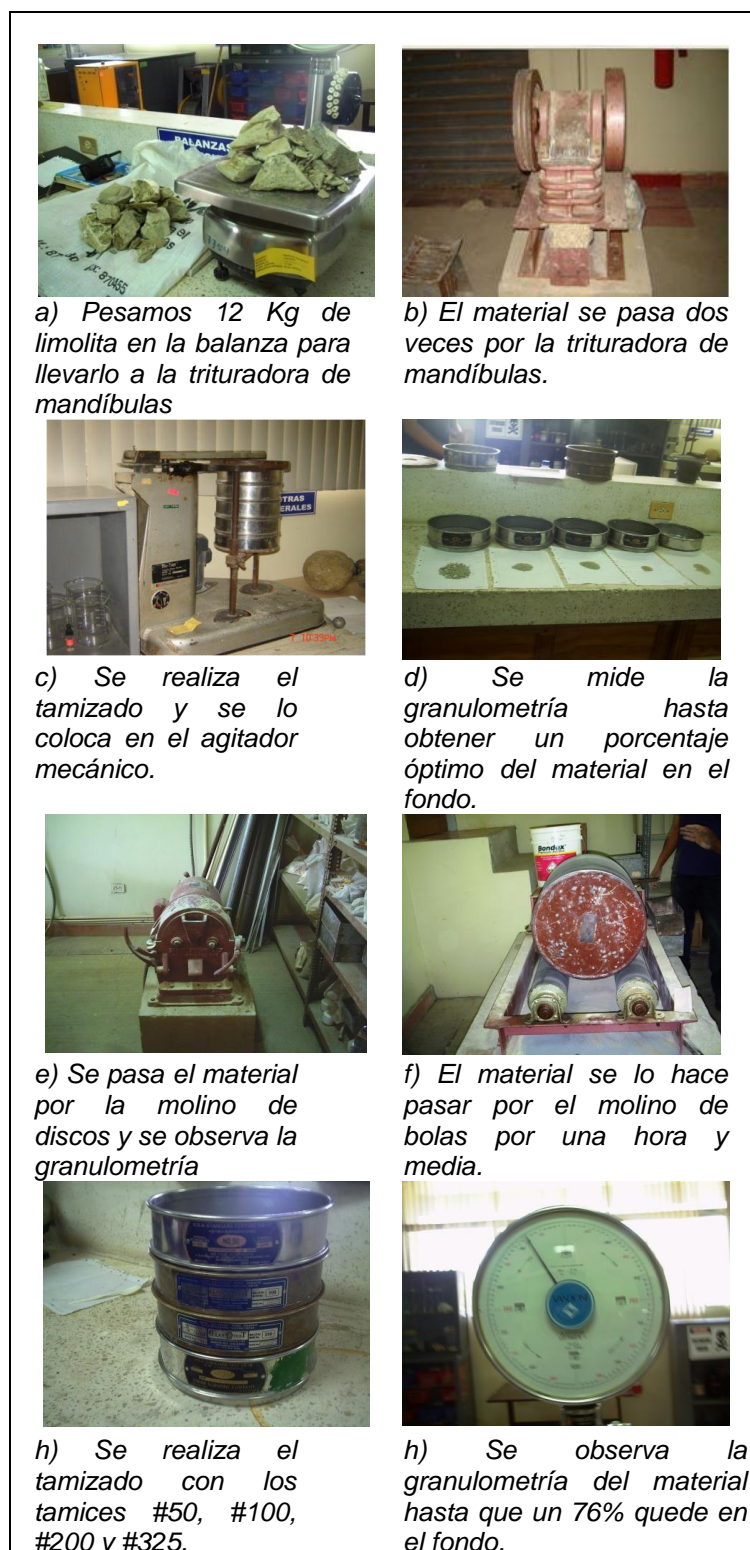 BALANZAS
a) Pesamos 12 Kg de
limolita en la balanza para
llevarlo a la trituradora de
mandíbulas
b) El material se pasa dos
veces por la trituradora de
mandíbulas.
7 10:39PM
c) Se realiza el
tamizado y se lo
coloca en el agitador
mecánico.
d) Se mide la
granulometría hasta
obtener un porcentaje
óptimo del material en el
fondo.
e) Se pasa el material
por la molino de
discos y se observa la
granulometría
Bondex
f) El material se lo hace
pasar por el molino de
bolas por una hora y
media.
h) Se realiza el
tamizado con los
tamices #50, #100,
#200 y #325.
h) Se observa la
granulometría del material
hasta que un 76% quede en
el fondo.